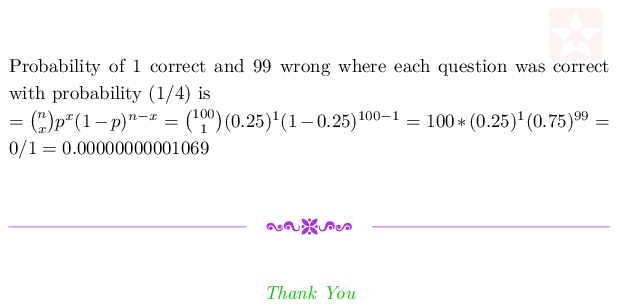 Probability of 1 correct and 99 wrong where each question was correct
with probability (1/4) is
= \binom{n}{x} p^x (1 − p)^{n−x} = \binom{100}{1} (0.25)^1 (1 − 0.25)^{100−1} = 100 * (0.25)^1 (0.75)^{99} =
0/1 = 0.00000000001069
Thank You